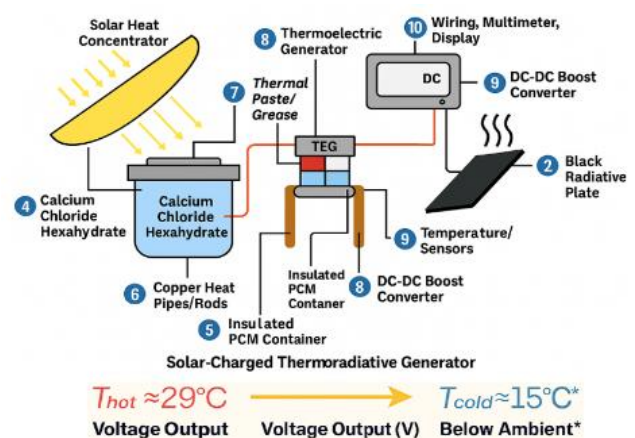 Solar Heat
Concentrator
8 Thermoelectric
Generator
10 Wiring, Multimeter,
Display
7
Thermal
Paste/
Grease
DC
9 DC-DC Boost
Converter
TEG
2 Black
Radiative
Plate
4 Calcium
Chloride
Hexahydrate
Calcium
Chloride
Hexahydrate
9 Temperature/
Sensors
6 Copper Heat
Pipes/Rods
Insulated
PCM
Contaner
8 DC-DC Boost
Converter
5 Insulated
PCM Container
Solar-Charged Thermoradiative Generator
Thot ≈29°C
Tcold≈15°C*
Voltage Output
Voltage Output (V)
Below Ambient*